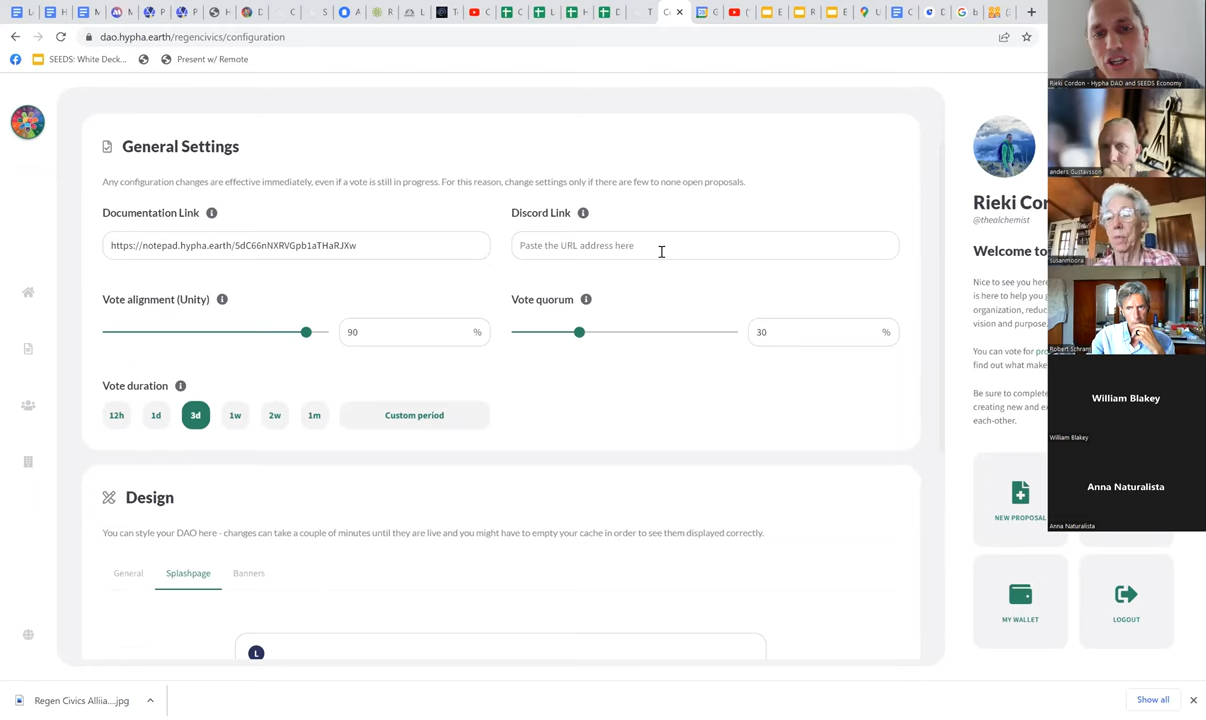 dao.hypha.earth/regencivics/configuration
SEEDS: White Deck...
Present w/ Remote
General Settings
Any configuration changes are effective immediately, even if a vote is still in progress. For this reason, change settings only if there are few to none open proposals.
Documentation Link
Discord Link
https://notepad.hypha.earth/5dC66nNXRVGpb1aTHaRJXw
Paste the URL address here
Vote alignment (Unity)
Vote quorum
90 %
30 %
Vote duration
12h 1d 3d 1w 2w 1m Custom period
Design
You can style your DAO here - changes can take a couple of minutes until they are live and you might have to empty your cache in order to see them displayed correctly.
General Splashpage Banners
L
Rieki Cor
@thealchemist
Welcome to
Nice to see you here
is here to help you
organization, reduc
vision and purpose.
You can vote for pro
find out what make
Be sure to complete
creating new and e
each-other.
NEW PROPOSAL
MY WALLET
LOGOUT
Rieki Cordon - Hypha DAO and SEEDS Economy
anders Gustavsson
susanmoora
Robert Schram
William Blakey
William Blakey
Anna Naturalista
Anna Naturalista
Regen Civics Alliia....jpg
Show all